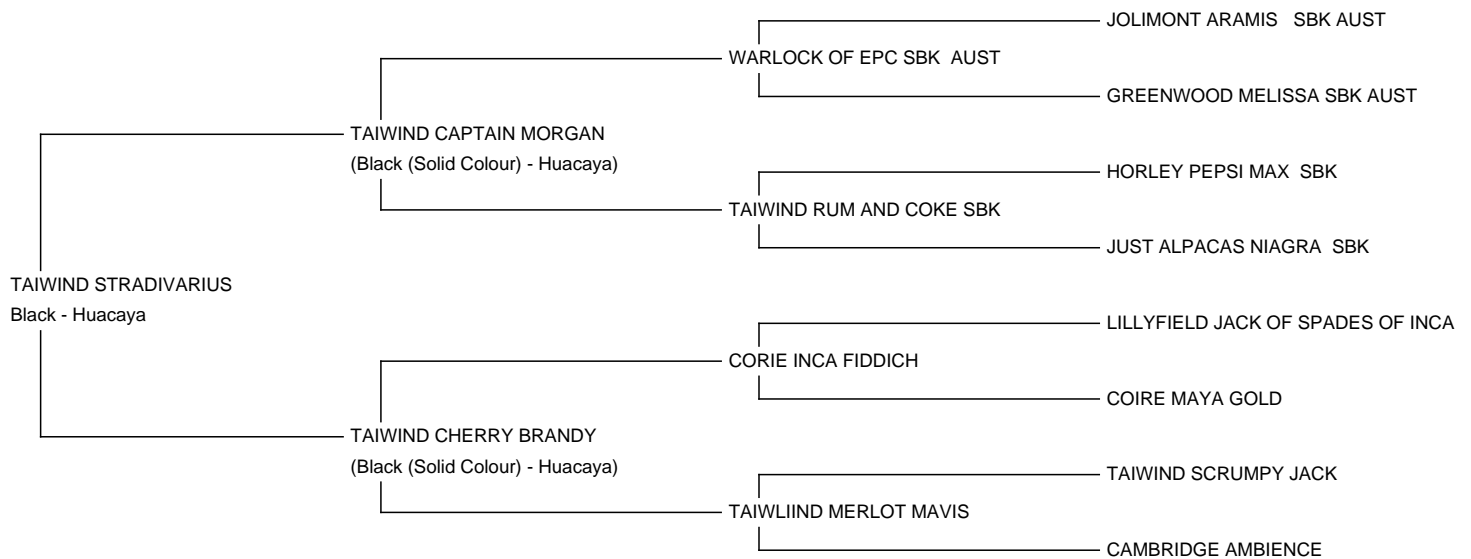 JOLIMONT ARAMIS   SBK AUST
WARLOCK OF EPC SBK  AUST
GREENWOOD MELISSA SBK AUST
TAIWIND CAPTAIN MORGAN
(Black (Solid Colour) - Huacaya)
HORLEY PEPSI MAX  SBK
TAIWIND RUM AND COKE SBK
JUST ALPACAS NIAGRA  SBK
TAIWIND STRADIVARIUS
Black - Huacaya
LILLYFIELD JACK OF SPADES OF INCA
CORIE INCA FIDDICH
COIRE MAYA GOLD
TAIWIND CHERRY BRANDY
(Black (Solid Colour) - Huacaya)
TAIWIND SCRUMPY JACK
TAIWLIIND MERLOT MAVIS
CAMBRIDGE AMBIENCE